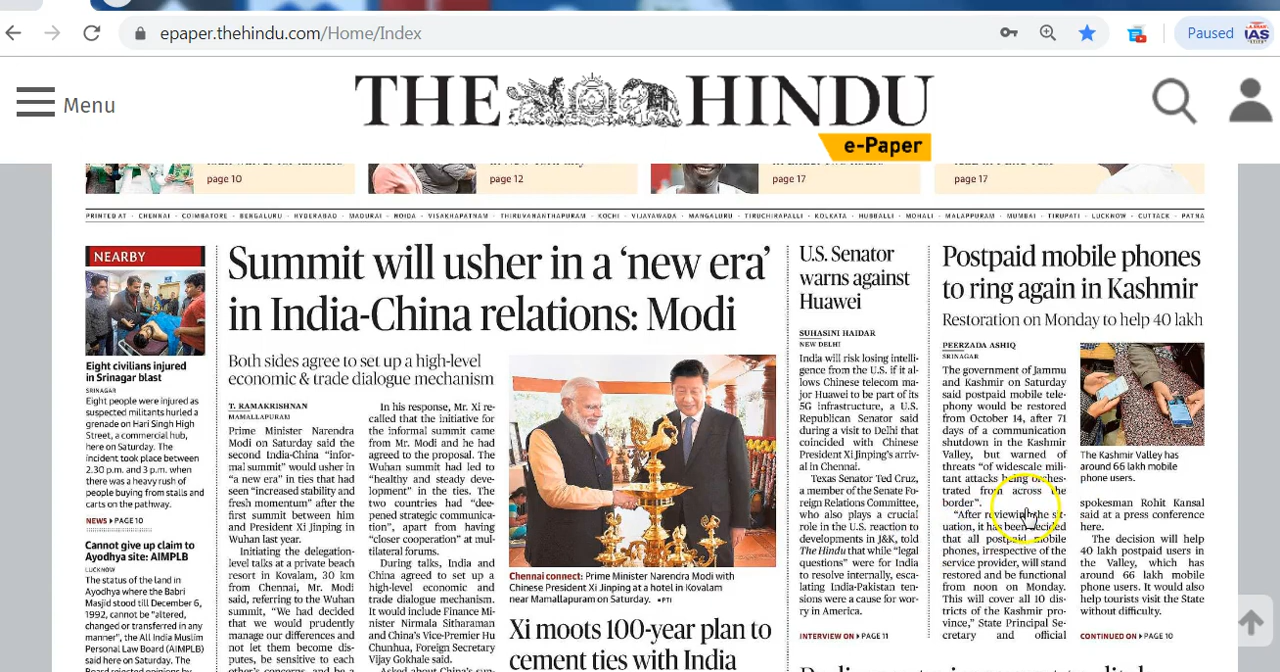 epaper.thehindu.com/Home/Index
Paused
IAS
Menu
THE HINDU
e-Paper
page 10
page 12
page 17
page 17
PRINTED AT · CHENNAI · COIMBATORE · BENGALURU · HYDERABAD · MADURAI · NOIDA · VISAKHAPATNAM · THIRUVANANTHAPURAM · KOCHI · VIJAYAWADA · MANGALURU · TIRUCHIRAPALLI · KOLKATA · HUBBALLI · MOHALI · MALAPPURAM · MUMBAI · TIRUPATI · LUCKNOW · CUTTACK · PATNA
NEARBY
Eight civilians injured
in Srinagar blast
SRINAGAR
Eight people were injured as
suspected militants hurled a
grenade on Hari Singh High
Street, a commercial hub,
here on Saturday. The
incident took place between
2.30 p.m. and 3 p.m. when
there was a heavy rush of
people buying from stalls and
carts on the pathway.
NEWS ▸ PAGE 10
Cannot give up claim to
Ayodhya site: AIMPLB
LUCKNOW
The status of the land in
Ayodhya where the Babri
Masjid stood till December 6,
1992, cannot be "altered,
changed or transferred in any
manner", the All India Muslim
Personal Law Board (AIMPLB)
said here on Saturday. The
Summit will usher in a 'new era'
in India-China relations: Modi
Both sides agree to set up a high-level
economic & trade dialogue mechanism
T. RAMAKRISHNAN
MAMALLAPURAM
Prime Minister Narendra
Modi on Saturday said the
second India-China "infor-
mal summit" would usher in
"a new era" in ties that had
seen "increased stability and
fresh momentum" after the
first summit between him
and President Xi Jinping in
Wuhan last year.
Initiating the delegation-
level talks at a private beach
resort in Kovalam, 30 km
from Chennai, Mr. Modi
said, referring to the Wuhan
summit, "We had decided
that we would prudently
manage our differences and
not let them become dis-
putes, be sensitive to each
In his response, Mr. Xi re-
called that the initiative for
the informal summit came
from Mr. Modi and he had
agreed to the proposal. The
Wuhan summit had led to
"healthy and steady deve-
lopment" in the ties. The
two countries had "dee-
pened strategic communica-
tion", apart from having
"closer cooperation" at mul-
tilateral forums.
During talks, India and
China agreed to set up a
high-level economic and
trade dialogue mechanism.
It would include Finance Mi-
nister Nirmala Sitharaman
and China's Vice-Premier Hu
Chunhua, Foreign Secretary
Vijay Gokhale said.
Chennai connect: Prime Minister Narendra Modi with
Chinese President Xi Jinping at a hotel in Kovalam
near Mamallapuram on Saturday. •PTI
Xi moots 100-year plan to
cement ties with India
U.S. Senator
warns against
Huawei
SUHASINI HAIDAR
NEW DELHI
India will risk losing intelli-
gence from the U.S. if it al-
lows Chinese telecom ma-
jor Huawei to be part of its
5G infrastructure, a U.S.
Republican Senator said
during a visit to Delhi that
coincided with Chinese
President Xi Jinping's arriv-
al in Chennai.
Texas Senator Ted Cruz,
a member of the Senate Fo-
reign Relations Committee,
who also plays a crucial
role in the U.S. reaction to
developments in J&K, told
The Hindu that while "legal
questions" were for India
to resolve internally, esca-
lating India-Pakistan ten-
sions were a cause for wor-
ry in America.
INTERVIEW ON ▸ PAGE 11
Postpaid mobile phones
to ring again in Kashmir
Restoration on Monday to help 40 lakh
PEERZADA ASHIQ
SRINAGAR
The government of Jammu
and Kashmir on Saturday
said postpaid mobile tele-
phony would be restored
from October 14, after 71
days of a communication
shutdown in the Kashmir
Valley, but warned of
threats "of widescale mili-
tant attacks being orches-
trated from across the
border".
"After reviewing the sit-
uation, it has been decided
that all postpaid mobile
phones, irrespective of the
service provider, will stand
restored and be functional
from noon on Monday.
This will cover all 10 dis-
tricts of the Kashmir pro-
vince," State Principal Se-
cretary and official
The Kashmir Valley has
around 66 lakh mobile
phone users.
spokesman Rohit Kansal
said at a press conference
here.
The decision will help
40 lakh postpaid users in
the Valley, which has
around 66 lakh mobile
phone users. It would also
help tourists visit the State
without difficulty.
CONTINUED ON ▸ PAGE 10